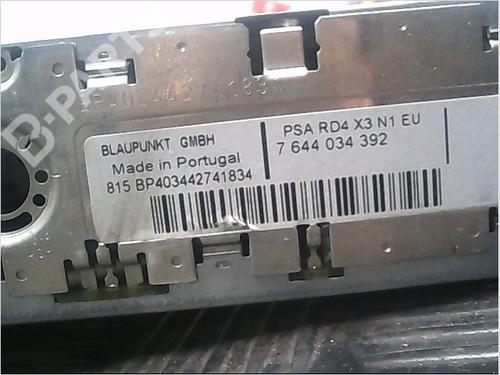 BLAUPUNKT GMBH
Made in Portugal
815 BP403442741834
PSA RD4 X3 N1 EU
7 644 034 392